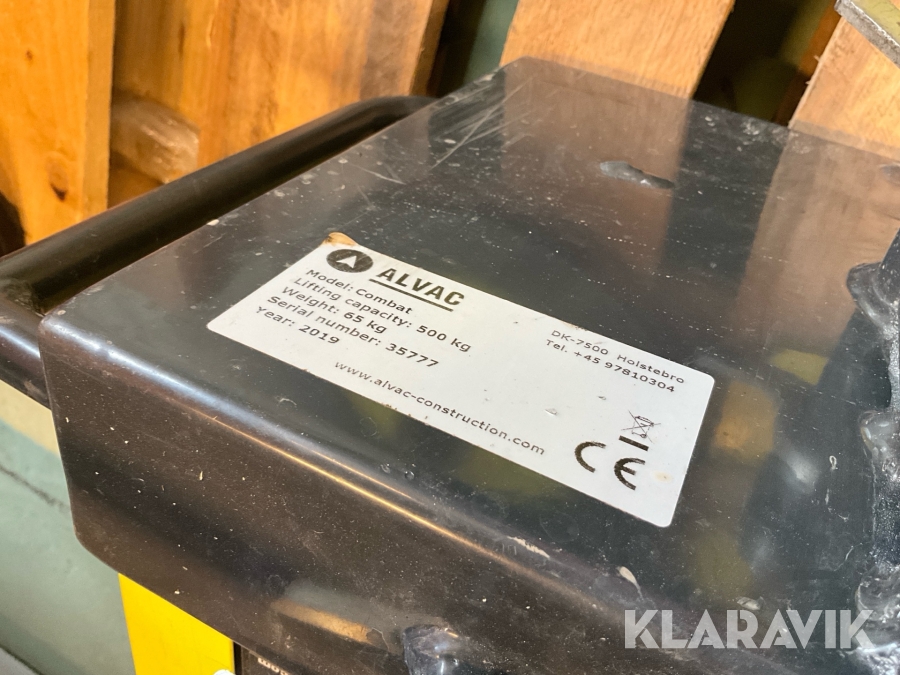 ALVAC
Model: Combat
Lifting capacity: 500 kg
Weight: 65 kg
Serial number: 35777
Year: 2019
DK-7500 Holstebro
Tel. +45 97810304
www.alvac-construction.com
CE
KLARAVIK